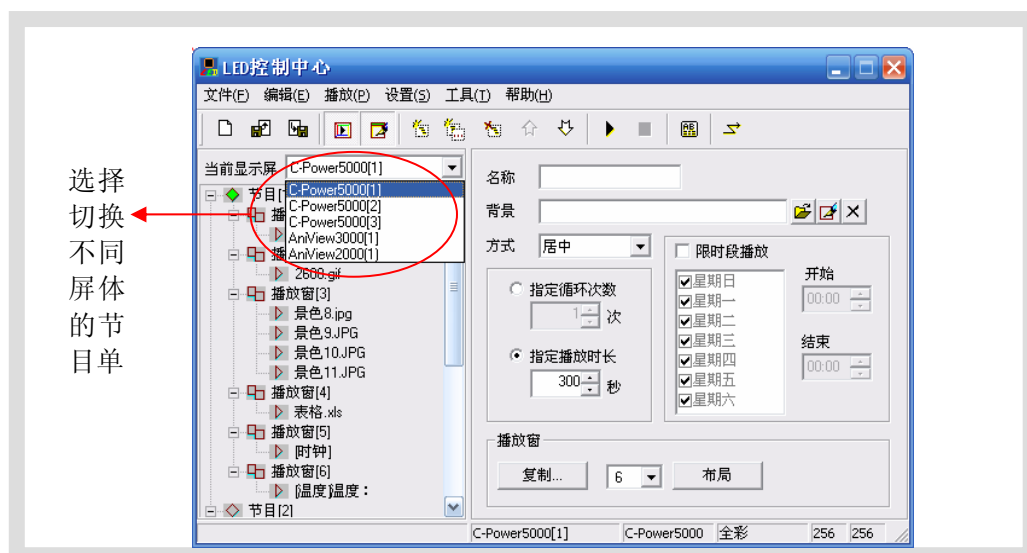 选择
切换
不同
屏体
的节
目单
LED控制中心
文件(F) 编辑(E) 播放(P) 设置(S) 工具(T) 帮助(H)
当前显示屏 C-Power5000[1]
C-Power5000[1]
C-Power5000[2]
C-Power5000[3]
AniView3000[1]
AniView2000[1]
节目[
播
播
2608.gif
播放窗[3]
景色8.jpg
景色9.JPG
景色10.JPG
景色11.JPG
播放窗[4]
表格.xls
播放窗[5]
[时钟]
播放窗[6]
[温度]温度：
节目[2]
名称
背景
方式 居中
限时段播放
指定循环次数
1 次
指定播放时长
300 秒
星期日
星期一
星期二
星期三
星期四
星期五
星期六
开始
00:00
结束
00:00
播放窗
复制... 6 布局
C-Power5000[1] C-Power5000 全彩 256 256